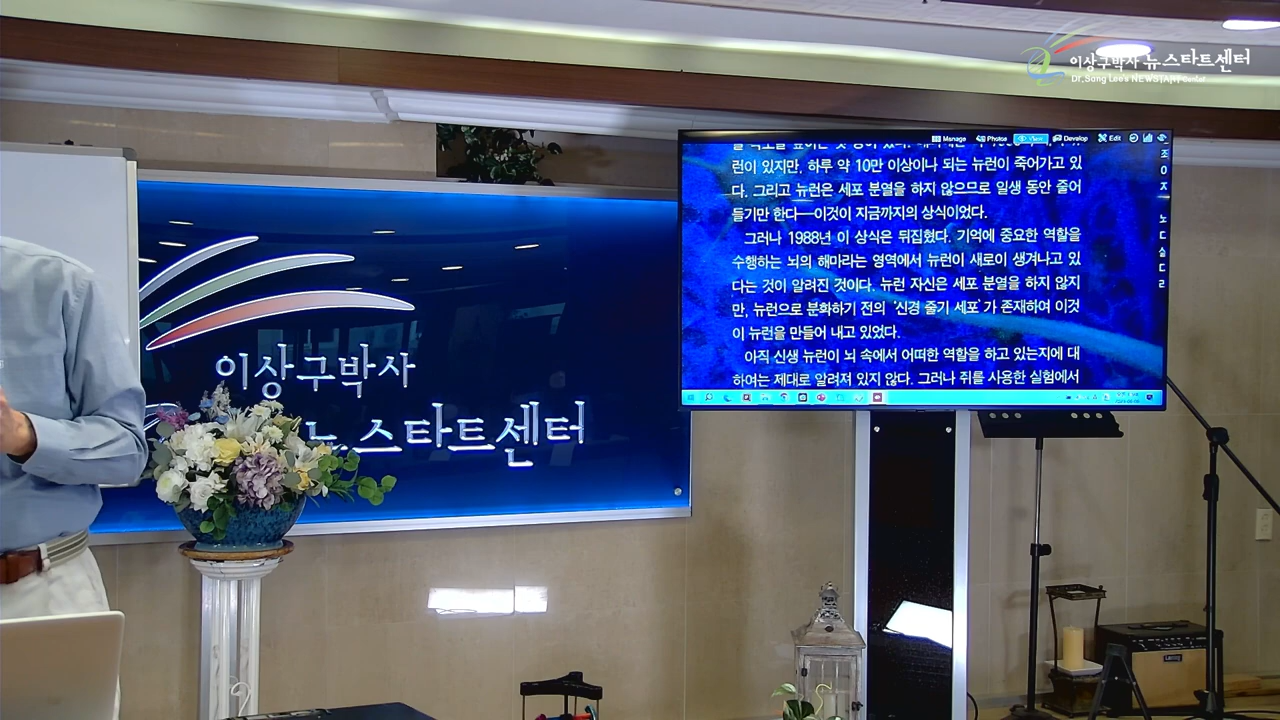 이상구박사 뉴스타트센터
Dr.Sang Lee's NEWSTART Center
Manage Photos View Develop Edit
런이 있지만, 하루 약 10만 이상이나 되는 뉴런이 죽어가고 있
다. 그리고 뉴런은 세포 분열을 하지 않으므로 일생 동안 줄어
들기만 한다—이것이 지금까지의 상식이었다.
그러나 1988년 이 상식은 뒤집혔다. 기억에 중요한 역할을
수행하는 뇌의 해마라는 영역에서 뉴런이 새로이 생겨나고 있
다는 것이 알려진 것이다. 뉴런 자신은 세포 분열을 하지 않지
만, 뉴런으로 분화하기 전의 '신경 줄기 세포'가 존재하여 이것
이 뉴런을 만들어 내고 있었다.
아직 신생 뉴런이 뇌 속에서 어떠한 역할을 하고 있는지에 대
하여는 제대로 알려져 있지 않다. 그러나 쥐를 사용한 실험에서
이상구박사
뉴스타트센터